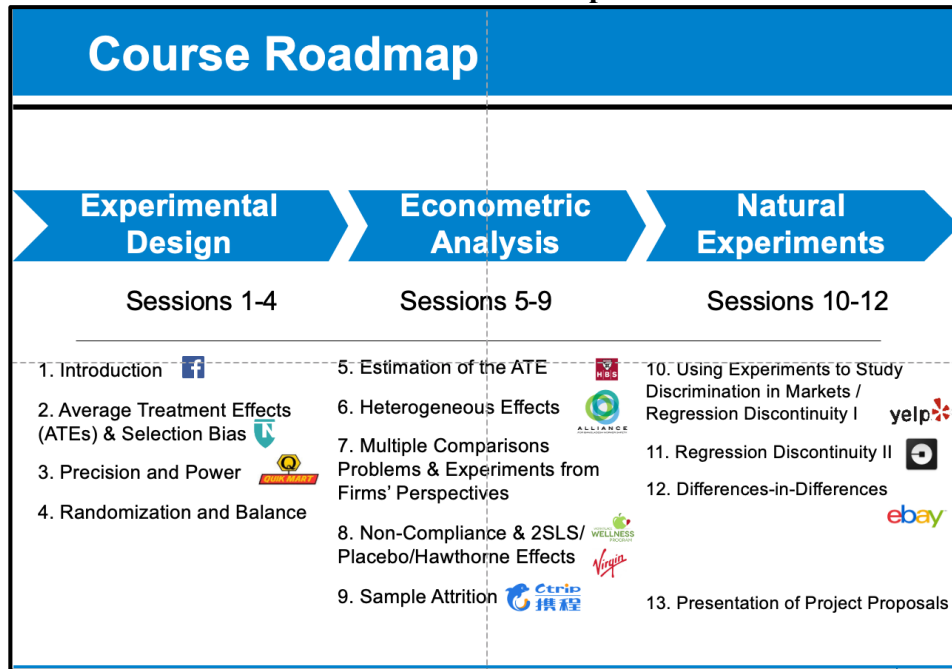 Course Roadmap
Experimental
Design
Econometric
Analysis
Natural
Experiments
Sessions 1-4
Sessions 5-9
Sessions 10-12
1. Introduction
f
2. Average Treatment Effects
(ATEs) & Selection Bias
N
3. Precision and Power
Q
QUIK MART
4. Randomization and Balance
5. Estimation of the ATE
HBS
6. Heterogeneous Effects
ALLIANCE
7. Multiple Comparisons
Problems & Experiments from
Firms' Perspectives
8. Non-Compliance & 2SLS/
Placebo/Hawthorne Effects
WELLNESS
PROGRAM
Virgin
9. Sample Attrition
Ctrip
携程
10. Using Experiments to Study
Discrimination in Markets /
Regression Discontinuity I
yelp
11. Regression Discontinuity II
12. Differences-in-Differences
ebay
13. Presentation of Project Proposals